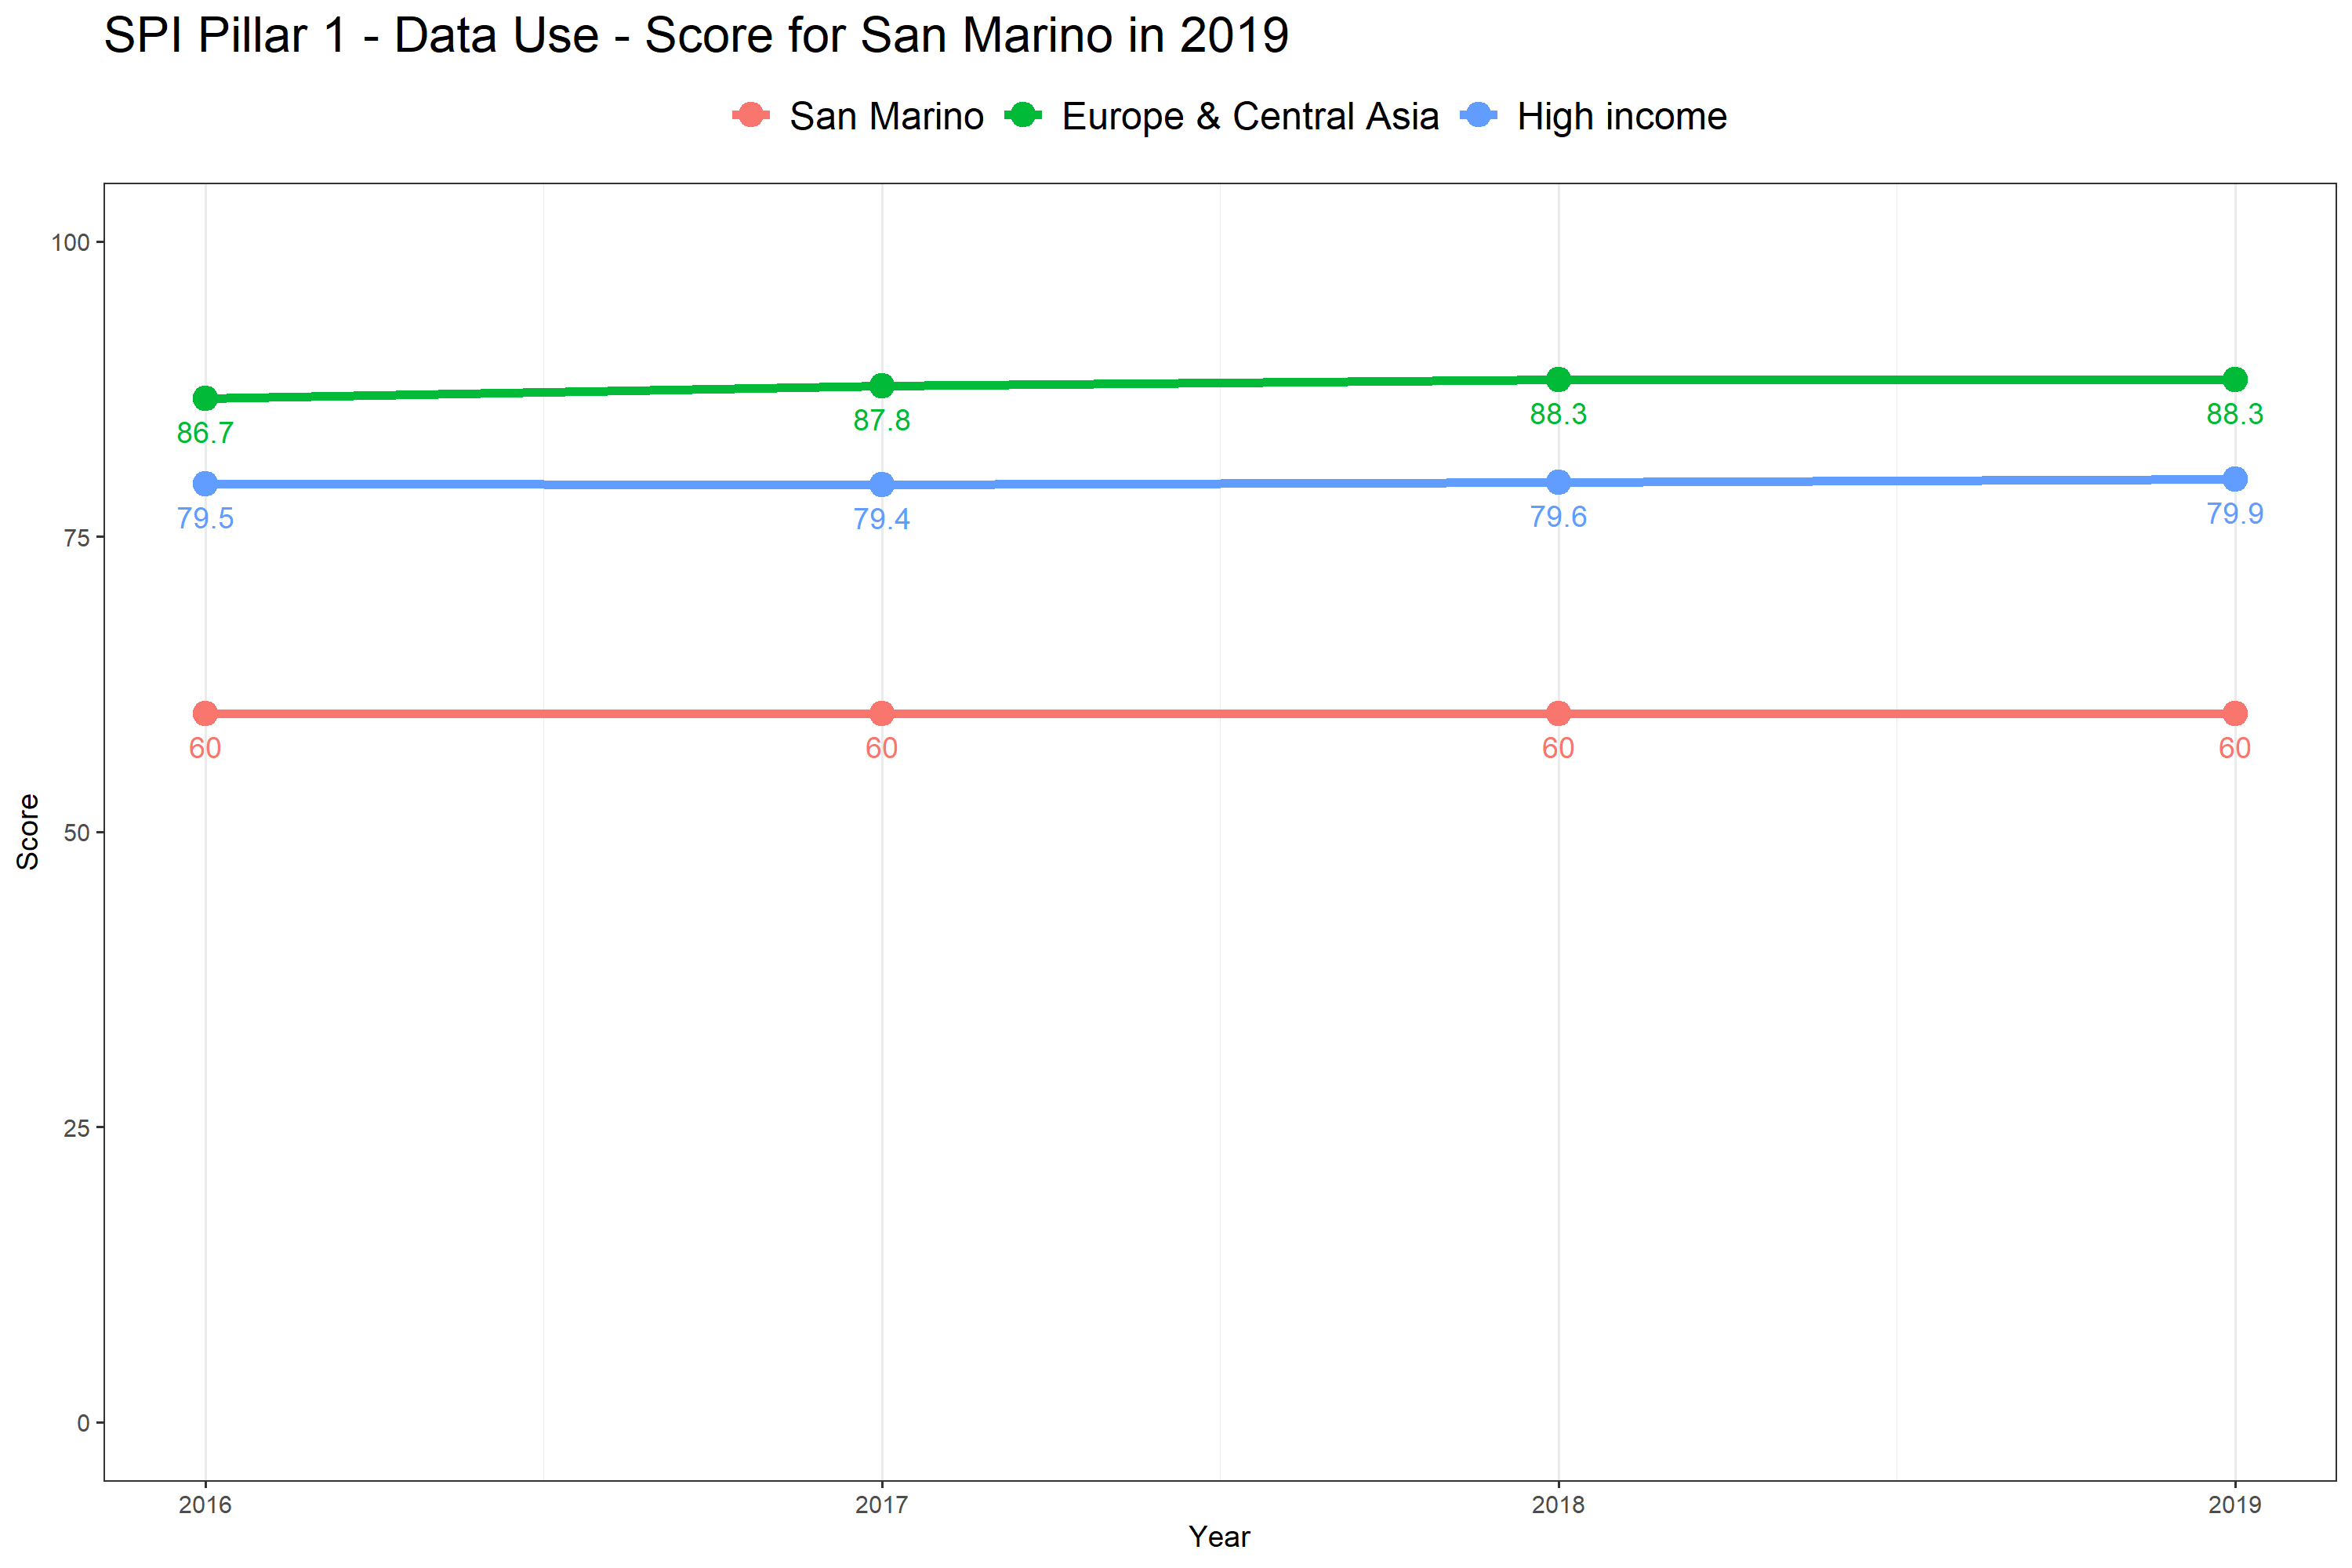 SPI Pillar 1 - Data Use - Score for San Marino in 2019
San Marino Europe & Central Asia High income
100
75
50
25
0
Score
86.7 87.8 88.3 88.3
79.5 79.4 79.6 79.9
60 60 60 60
2016 2017 2018 2019
Year